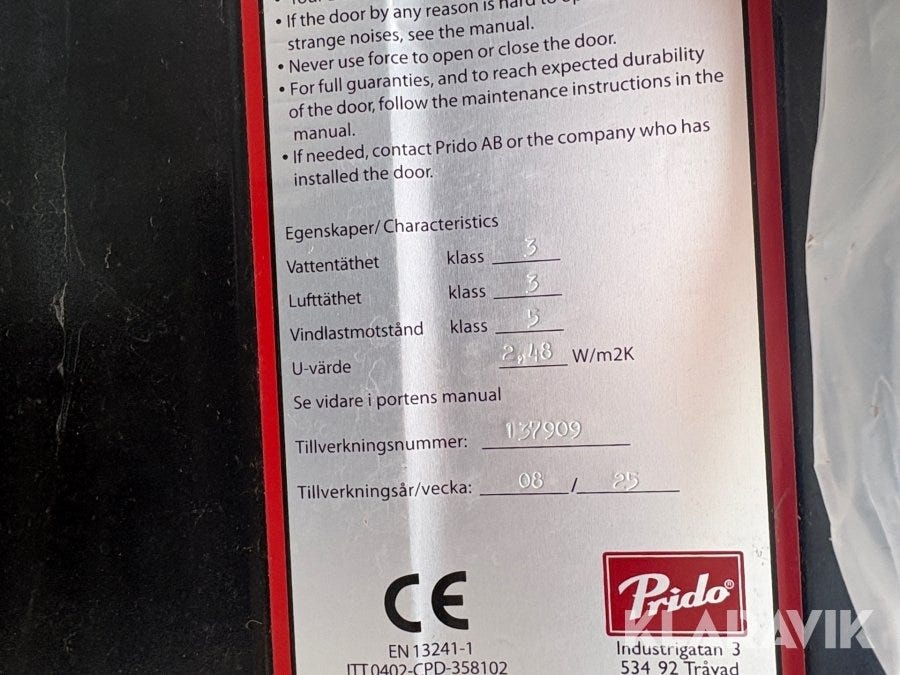 • If the door by any reason is hard to
strange noises, see the manual.
• Never use force to open or close the door.
• For full guaranties, and to reach expected durability
of the door, follow the maintenance instructions in the
manual.
• If needed, contact Prido AB or the company who has
installed the door.
Egenskaper/ Characteristics
Vattentäthet klass 3
Lufttäthet klass 3
Vindlastmotstånd klass 5
U-värde 2,48 W/m2K
Se vidare i portens manual
Tillverkningsnummer: 137909
Tillverkningsår/vecka: 08 / 25
CE
EN 13241-1
ITT 0402-CPD-358102
Prido®
KLARAVIK
Industrigatan 3
534 92 Tråvad